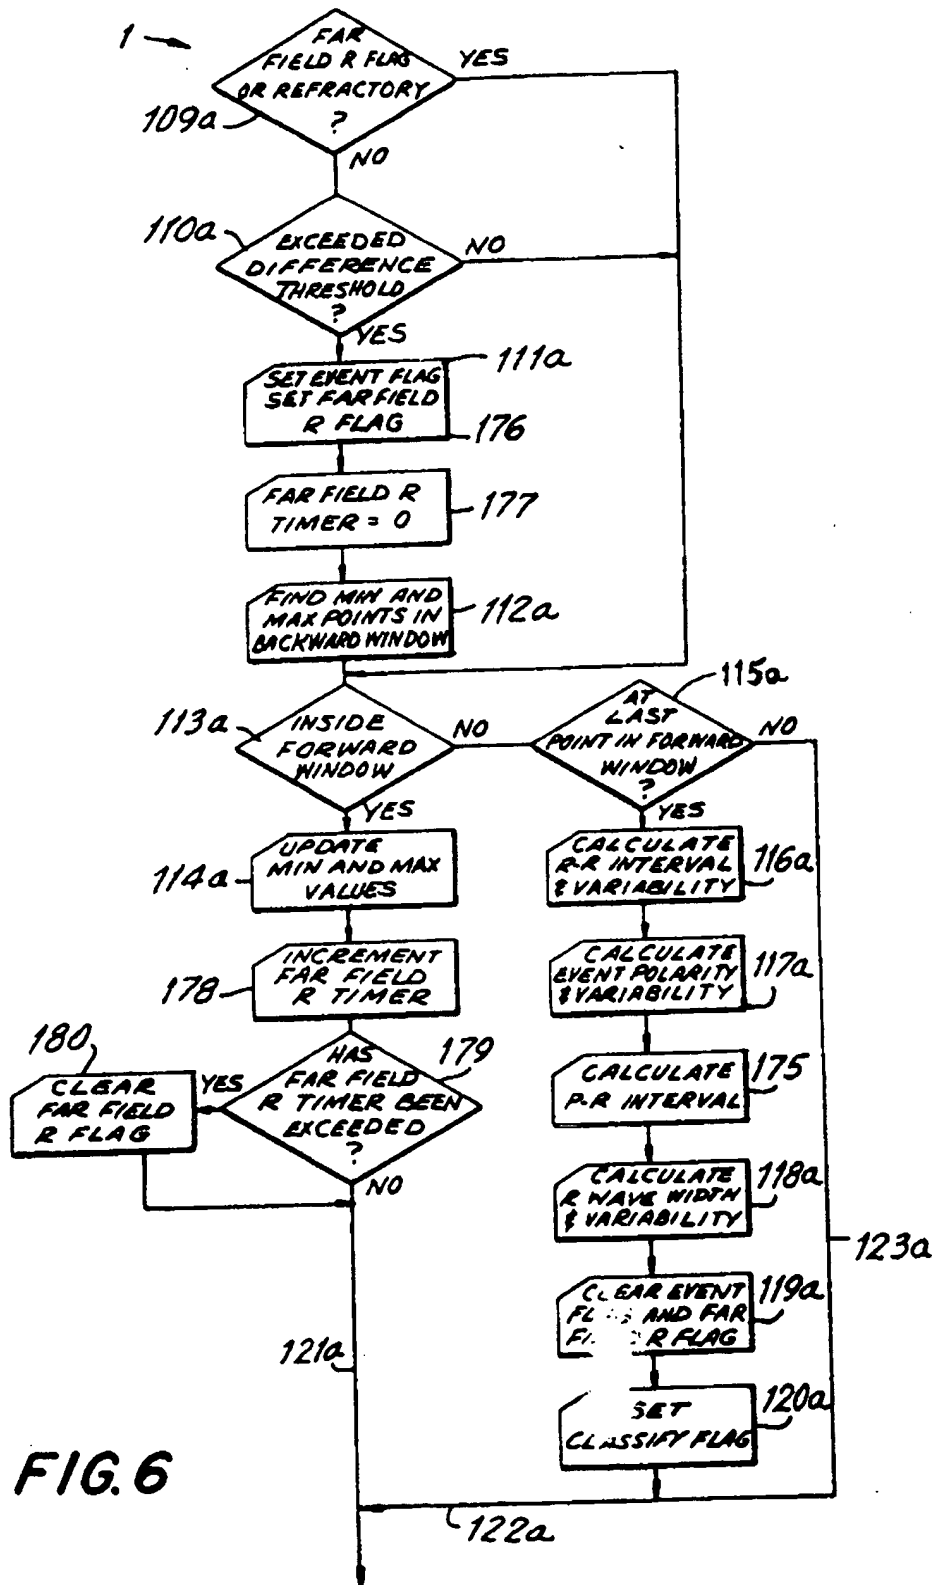 1
FAR
FIELD R FLAG
OR REFRACTORY
?
YES
109a
NO
110a
EXCEEDED
DIFFERENCE
THRESHOLD
?
NO
YES
111a
SET EVENT FLAG
SET FAR FIELD
R FLAG
176
FAR FIELD R
TIMER = 0
177
FIND MIN AND
MAX POINTS IN
BACKWARD WINDOW
112a
113a
INSIDE
FORWARD
WINDOW
NO
YES
115a
AT
LAST
POINT IN FORWARD
WINDOW
?
NO
YES
UPDATE
MIN AND MAX
VALUES
114a
CALCULATE
R-R INTERVAL
& VARIABILITY
116a
INCREMENT
FAR FIELD
R TIMER
178
CALCULATE
EVENT POLARITY
& VARIABILITY
117a
180
CLEAR
FAR FIELD
R FLAG
YES
HAS
FAR FIELD
R TIMER BEEN
EXCEEDED
?
179
NO
CALCULATE
P-R INTERVAL
175
CALCULATE
R WAVE WIDTH
& VARIABILITY
118a
123a
CLEAR EVENT
AND FAR
R FLAG
119a
121a
SET
CLASSIFY FLAG
120a
122a
FIG. 6